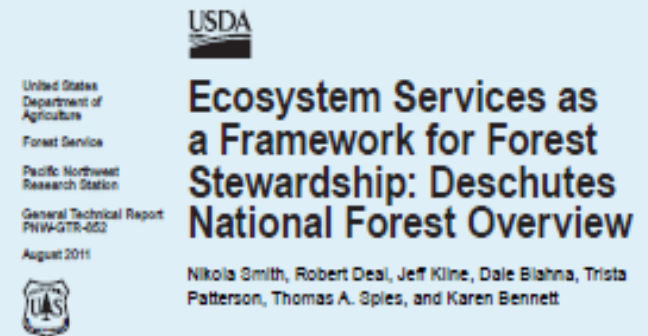 USDA
United States
Department of
Agriculture
Forest Service
Pacific Northwest
Research Station
General Technical Report
PNW-GTR-852
August 2011
Ecosystem Services as
a Framework for Forest
Stewardship: Deschutes
National Forest Overview
Nikola Smith, Robert Deal, Jeff Kline, Dale Blahna, Trista
Patterson, Thomas A. Spies, and Karen Bennett
UAS